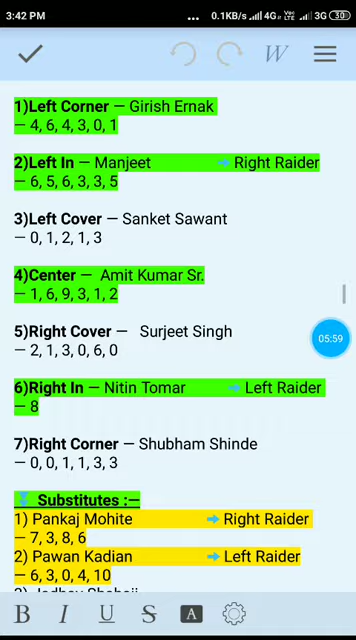 3:42 PM ... 0.1KB/s 4G VoLTE 3G 30
W
1)Left Corner — Girish Ernak
— 4, 6, 4, 3, 0, 1
2)Left In — Manjeet ➡ Right Raider
— 6, 5, 6, 3, 3, 5
3)Left Cover — Sanket Sawant
— 0, 1, 2, 1, 3
4)Center — Amit Kumar Sr.
— 1, 6, 9, 3, 1, 2
5)Right Cover — Surjeet Singh
— 2, 1, 3, 0, 6, 0
05:59
6)Right In — Nitin Tomar ➡ Left Raider
— 8
7)Right Corner — Shubham Shinde
— 0, 0, 1, 1, 3, 3
Substitutes :—
1) Pankaj Mohite ➡ Right Raider
— 7, 3, 8, 6
2) Pawan Kadian ➡ Left Raider
— 6, 3, 0, 4, 10
B I U S A